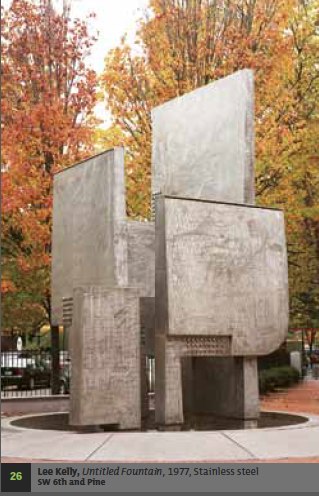 26
Lee Kelly, Untitled Fountain, 1977, Stainless steel
SW 6th and Pine